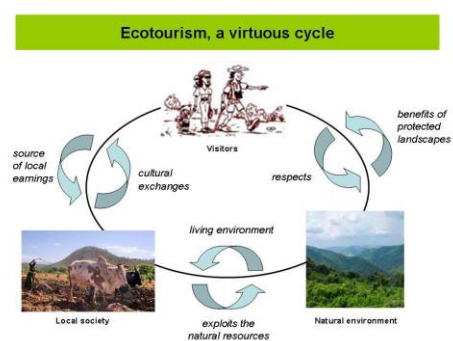 Ecotourism, a virtuous cycle
Visitors
source
of local
earnings
cultural
exchanges
respects
benefits of
protected
landscapes
living environment
Local society
exploits the
natural resources
Natural environment